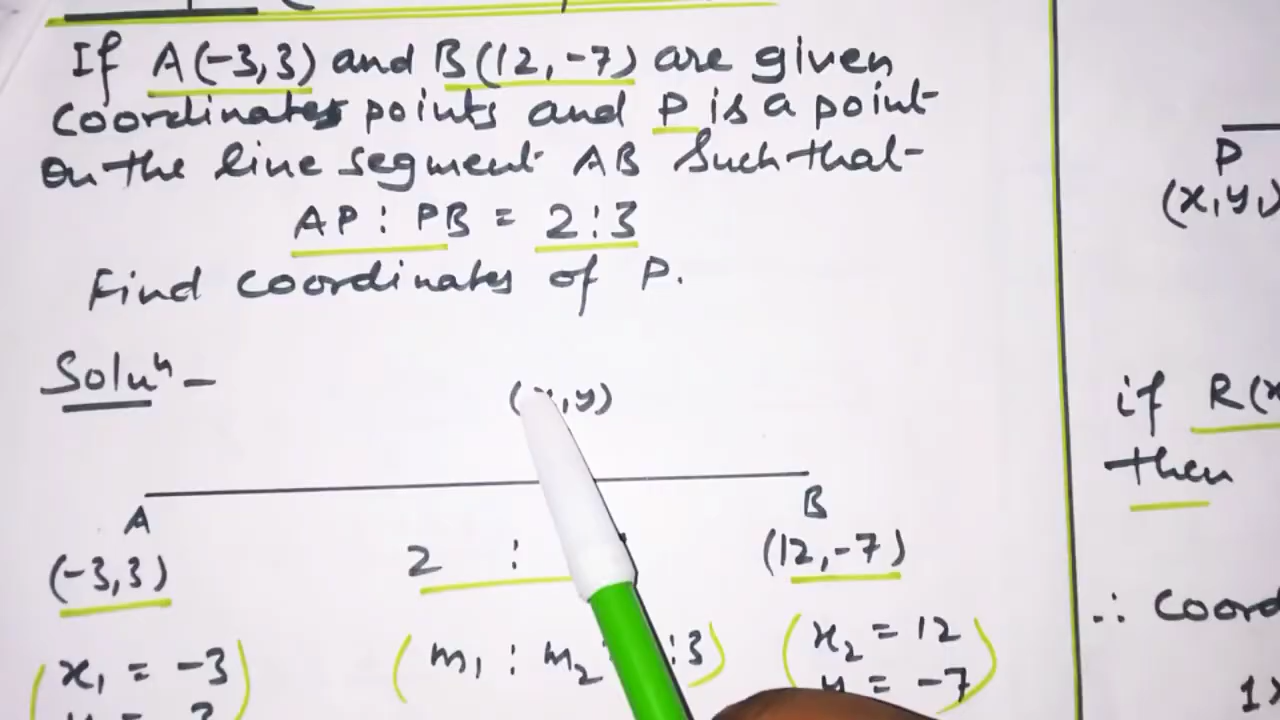 If A(-3,3) and B(12,-7) are given
Coordinates points and P is a point
on the line segment AB Such that
AP : PB = 2:3
Find coordinates of P.
Soluⁿ -
(x,y)
A
B
(-3,3)
2 :
(12,-7)
x₁ = -3
(m₁ : m₂ :3)
(x₂ = 12
= -7)
P
(x,y,)
if R(x
then
∴ Coord
1x